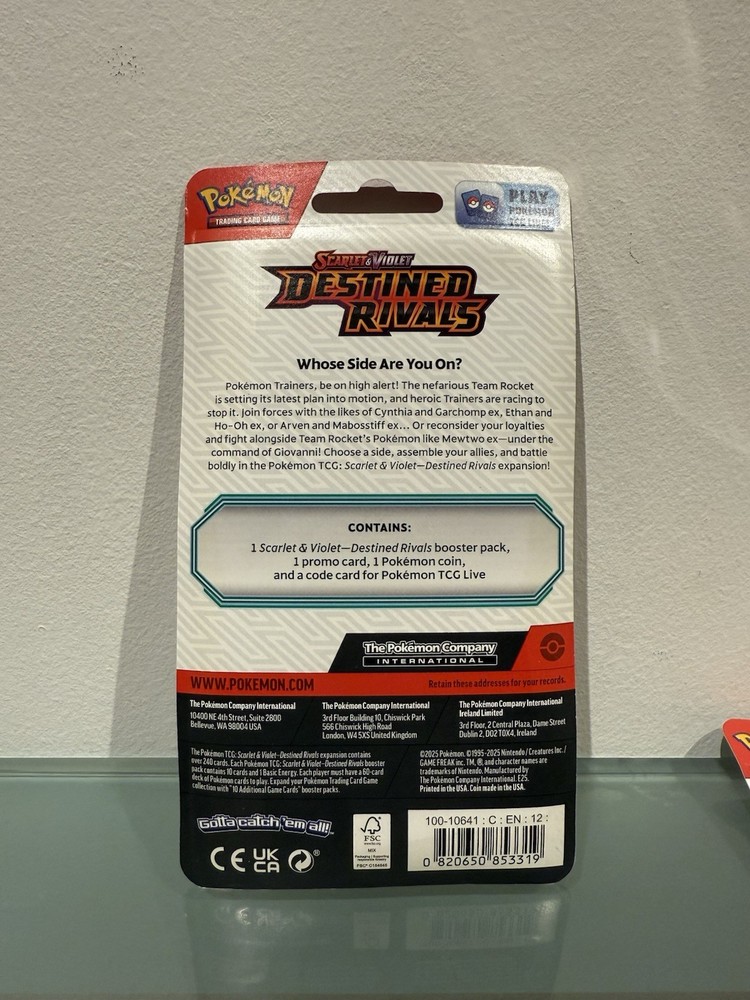 POKéMON
TRADING CARD GAME
PLAY
POKÉMON
SCARLET & VIOLET
DESTINED
RIVALS
Whose Side Are You On?
Pokémon Trainers, be on high alert! The nefarious Team Rocket
is setting its latest plan into motion, and heroic Trainers are racing to
stop it. Join forces with the likes of Cynthia and Garchomp ex, Ethan and
Ho-Oh ex, or Arven and Mabosstiff ex... Or reconsider your loyalties
and fight alongside Team Rocket's Pokémon like Mewtwo ex—under the
command of Giovanni! Choose a side, assemble your allies, and battle
boldly in the Pokémon TCG: Scarlet & Violet—Destined Rivals expansion!
CONTAINS:
1 Scarlet & Violet—Destined Rivals booster pack,
1 promo card, 1 Pokémon coin,
and a code card for Pokémon TCG Live
The Pokémon Company
INTERNATIONAL
WWW.POKEMON.COM
Retain these addresses for your records.
The Pokémon Company International
10400 NE 4th Street, Suite 2800
Bellevue, WA 98004 USA
The Pokémon Company International
3rd Floor Building 10, Chiswick Park
566 Chiswick High Road
London, W4 5XS United Kingdom
The Pokémon Company International
Ireland Limited
3rd Floor, 2 Central Plaza, Dame Street
Dublin 2, D02 T0X4, Ireland
The Pokémon TCG: Scarlet & Violet—Destined Rivals expansion contains
over 240 cards. Each Pokémon TCG: Scarlet & Violet—Destined Rivals booster
pack contains 10 cards and 1 Basic Energy. Each player must have a 60-card
deck of Pokémon cards to play. Expand your Pokémon Trading Card Game
collection with "10 Additional Game Cards" booster packs.
©2025 Pokémon. ©1995-2025 Nintendo / Creatures Inc. /
GAME FREAK inc. TM, ®, and character names are
trademarks of Nintendo. Manufactured by
The Pokémon Company International. E25.
Printed in the USA. Coin made in the USA.
Gotta catch 'em all!
CE UK CA
FSC
MIX
100-10641 : C : EN : 12 :
0 820650 853319